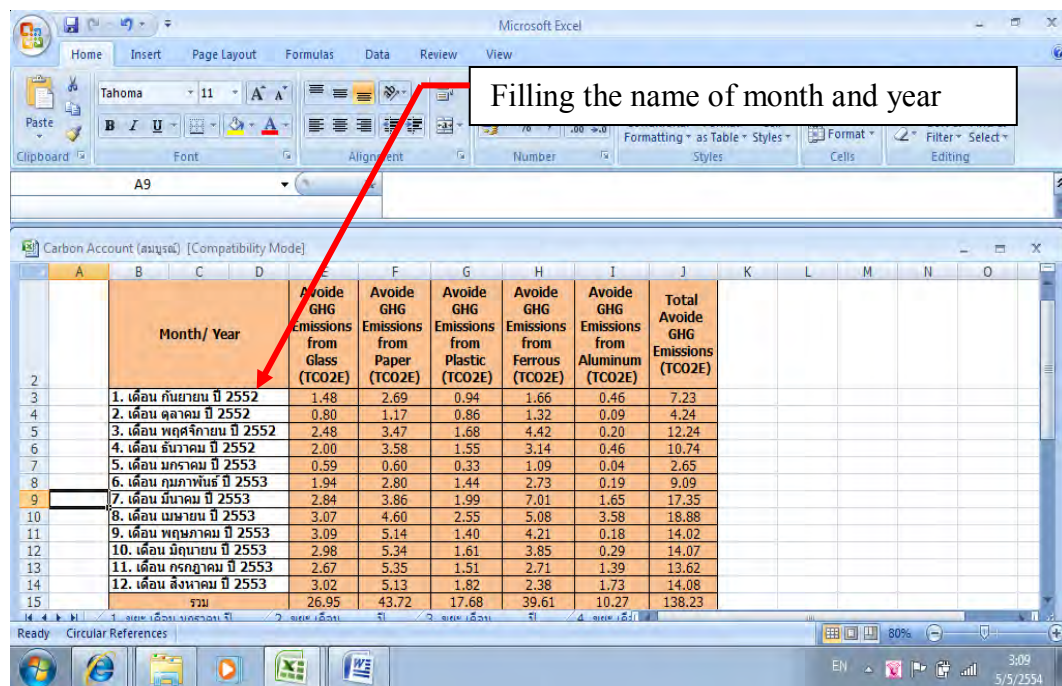 Microsoft Excel
Home Insert Page Layout Formulas Data Review View
Filling the name of month and year
Tahoma 11 A A
Paste B I U A % , .00 →.0 Formatting as Table Styles Format Filter Select
Clipboard Font Alignment Number Styles Cells Editing
A9
Carbon Account (สมบูรณ์) [Compatibility Mode]
A B C D E F G H I J K L M N O
2 Month/ Year Avoide GHG Emissions from Glass (TCO2E) Avoide GHG Emissions from Paper (TCO2E) Avoide GHG Emissions from Plastic (TCO2E) Avoide GHG Emissions from Ferrous (TCO2E) Avoide GHG Emissions from Aluminum (TCO2E) Total Avoide GHG Emissions (TCO2E)
3 1. เดือน กันยายน ปี 2552 1.48 2.69 0.94 1.66 0.46 7.23
4 2. เดือน ตุลาคม ปี 2552 0.80 1.17 0.86 1.32 0.09 4.24
5 3. เดือน พฤศจิกายน ปี 2552 2.48 3.47 1.68 4.42 0.20 12.24
6 4. เดือน ธันวาคม ปี 2552 2.00 3.58 1.55 3.14 0.46 10.74
7 5. เดือน มกราคม ปี 2553 0.59 0.60 0.33 1.09 0.04 2.65
8 6. เดือน กุมภาพันธ์ ปี 2553 1.94 2.80 1.44 2.73 0.19 9.09
9 7. เดือน มีนาคม ปี 2553 2.84 3.86 1.99 7.01 1.65 17.35
10 8. เดือน เมษายน ปี 2553 3.07 4.60 2.55 5.08 3.58 18.88
11 9. เดือน พฤษภาคม ปี 2553 3.09 5.14 1.40 4.21 0.18 14.02
12 10. เดือน มิถุนายน ปี 2553 2.98 5.34 1.61 3.85 0.29 14.07
13 11. เดือน กรกฎาคม ปี 2553 2.67 5.35 1.51 2.71 1.39 13.62
14 12. เดือน สิงหาคม ปี 2553 3.02 5.13 1.82 2.38 1.73 14.08
15 รวม 26.95 43.72 17.68 39.61 10.27 138.23
Ready Circular References 80%
EN 3:09
5/5/2554